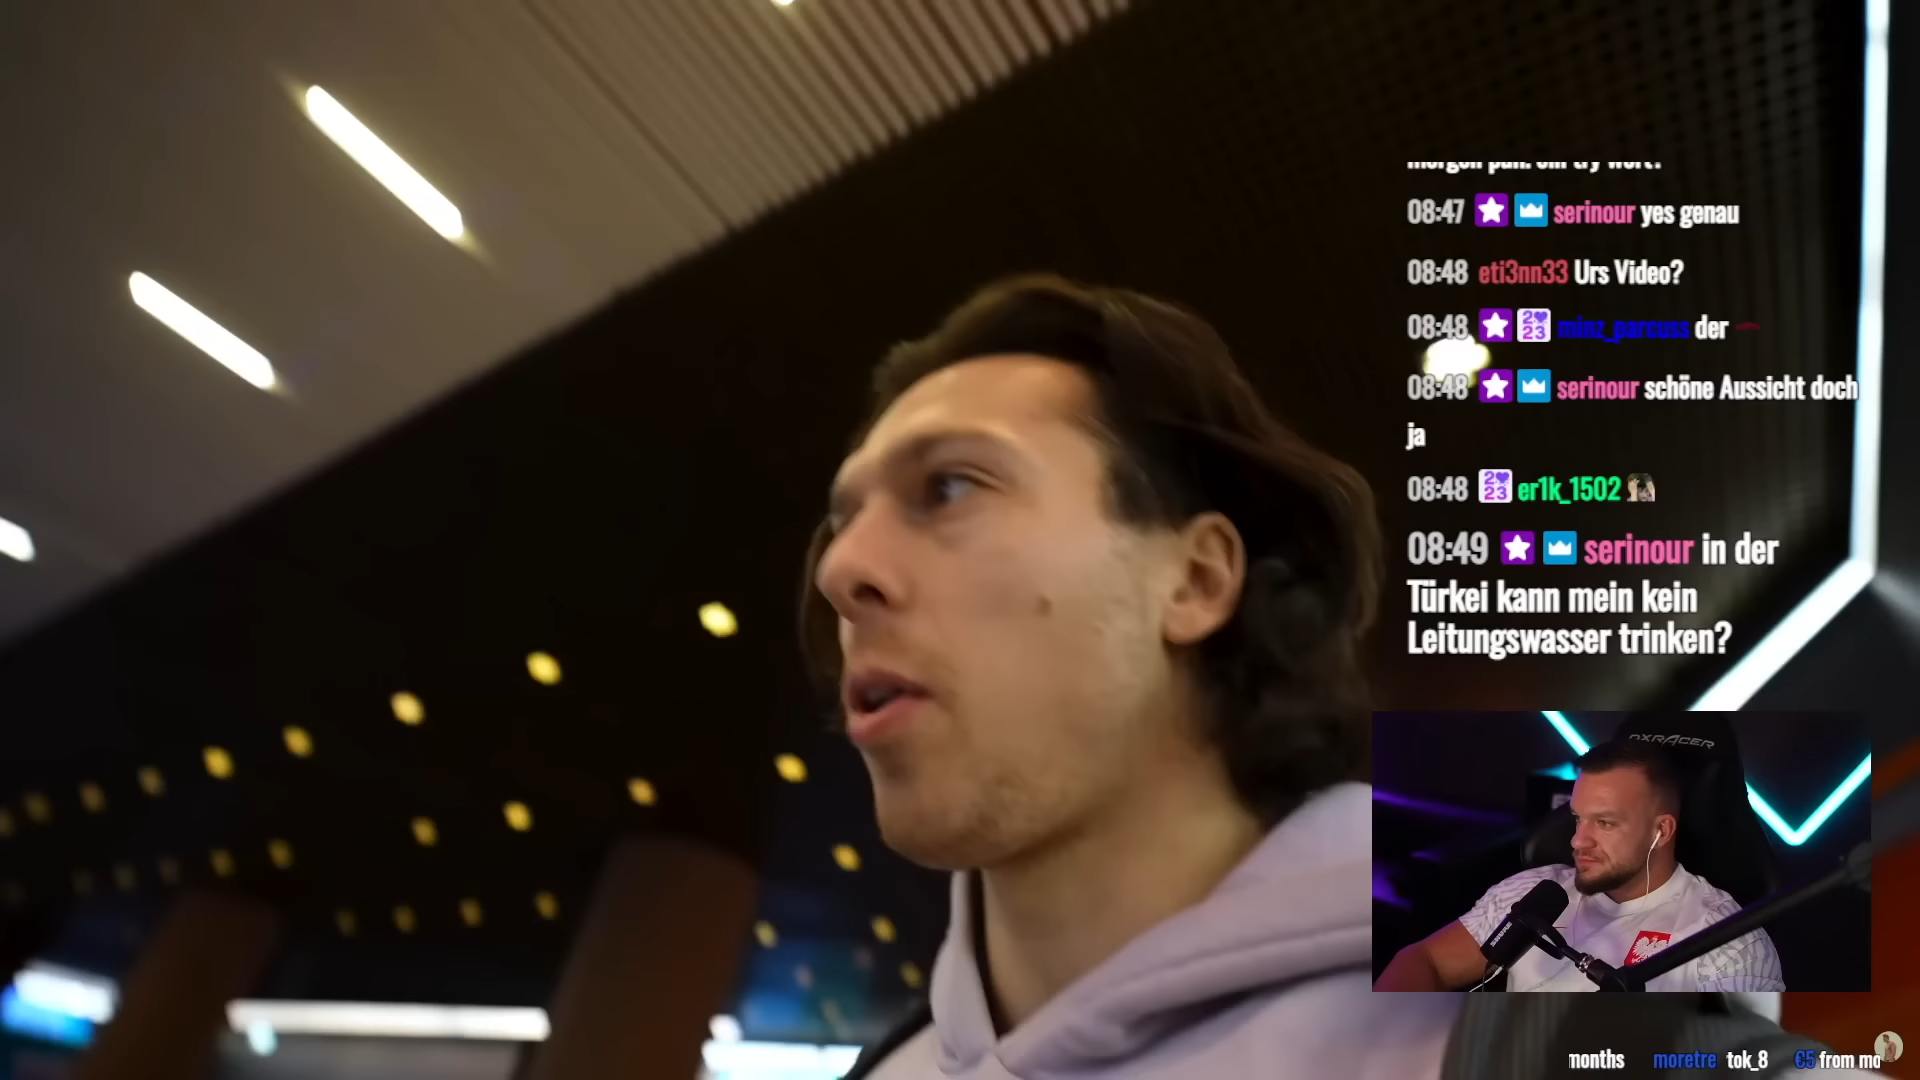 08:47 serinour yes genau
08:48 eti3nn33 Urs Video?
08:48 minz_parcuss der
08:48 serinour schöne Aussicht doch
ja
08:48 er1k_1502
08:49 serinour in der
Türkei kann mein kein
Leitungswasser trinken?
DXRACER
SHURE
months moretre tok_8 €5 from mo